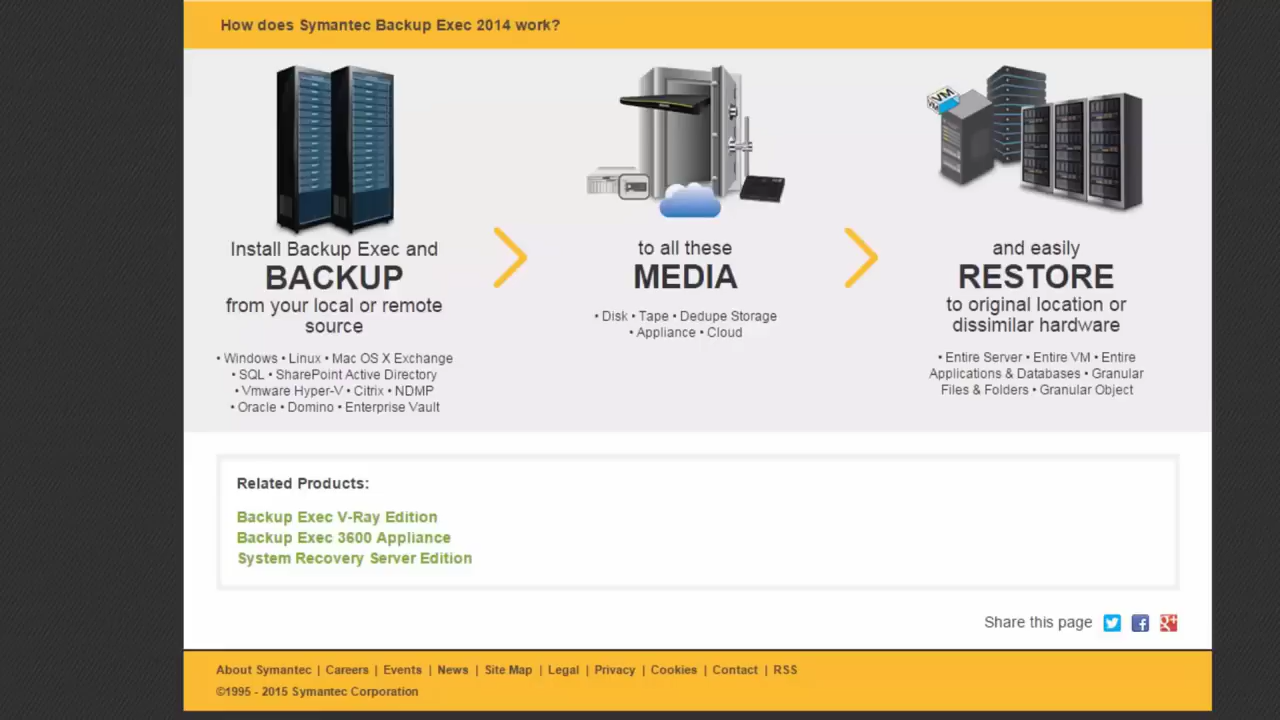 How does Symantec Backup Exec 2014 work?
VM
Install Backup Exec and
BACKUP
from your local or remote
source
• Windows • Linux • Mac OS X Exchange
• SQL • SharePoint Active Directory
• Vmware Hyper-V • Citrix • NDMP
• Oracle • Domino • Enterprise Vault
to all these
MEDIA
• Disk • Tape • Dedupe Storage
• Appliance • Cloud
and easily
RESTORE
to original location or
dissimilar hardware
• Entire Server • Entire VM • Entire
Applications & Databases • Granular
Files & Folders • Granular Object
Related Products:
Backup Exec V-Ray Edition
Backup Exec 3600 Appliance
System Recovery Server Edition
Share this page
About Symantec | Careers | Events | News | Site Map | Legal | Privacy | Cookies | Contact | RSS
©1995 - 2015 Symantec Corporation